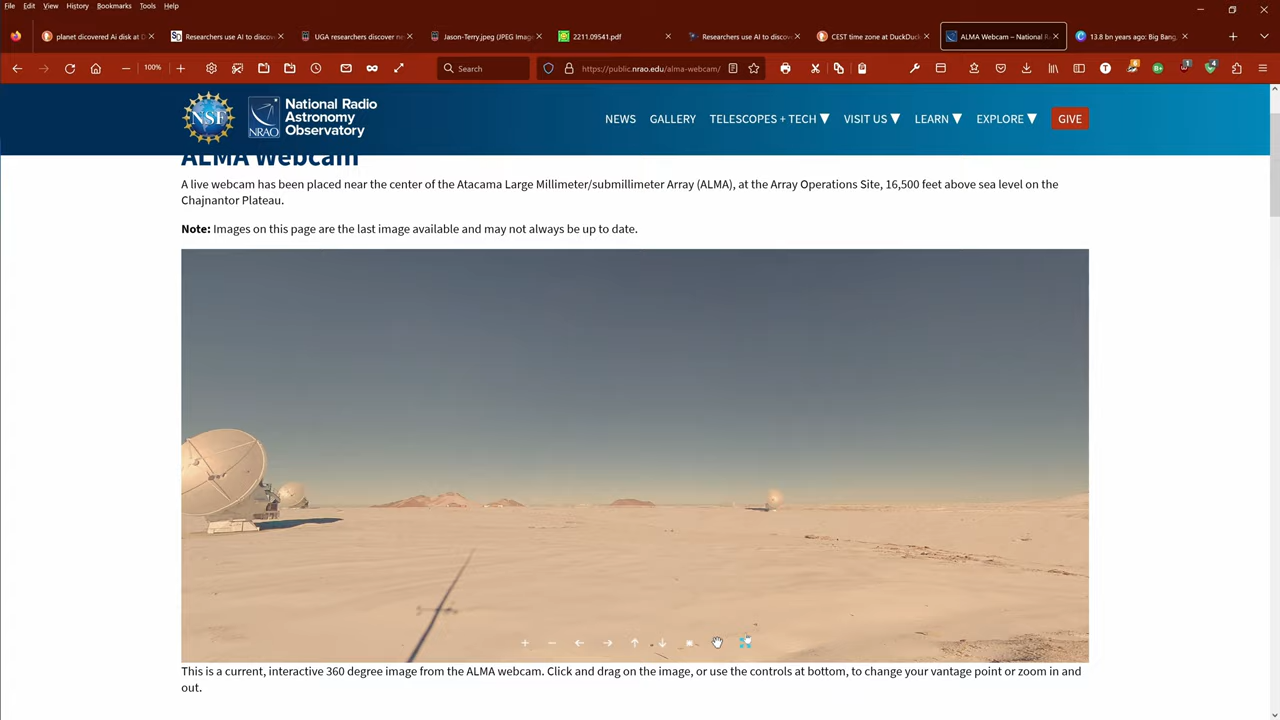 File Edit View History Bookmarks Tools Help
planet dicovered Ai disk at D
Researchers use AI to discov
UGA researchers discover ne
Jason-Terry.jpeg (JPEG Imag
2211.09541.pdf
Researchers use AI to discov
CEST time zone at DuckDuck
ALMA Webcam – National R
13.8 bn years ago: Big Bang
100%
Search
https://public.nrao.edu/alma-webcam/
NSF
NRAO
National Radio
Astronomy
Observatory
NEWS GALLERY TELESCOPES + TECH VISIT US LEARN EXPLORE GIVE
ALMA Webcam
A live webcam has been placed near the center of the Atacama Large Millimeter/submillimeter Array (ALMA), at the Array Operations Site, 16,500 feet above sea level on the
Chajnantor Plateau.
Note: Images on this page are the last image available and may not always be up to date.
This is a current, interactive 360 degree image from the ALMA webcam. Click and drag on the image, or use the controls at bottom, to change your vantage point or zoom in and
out.